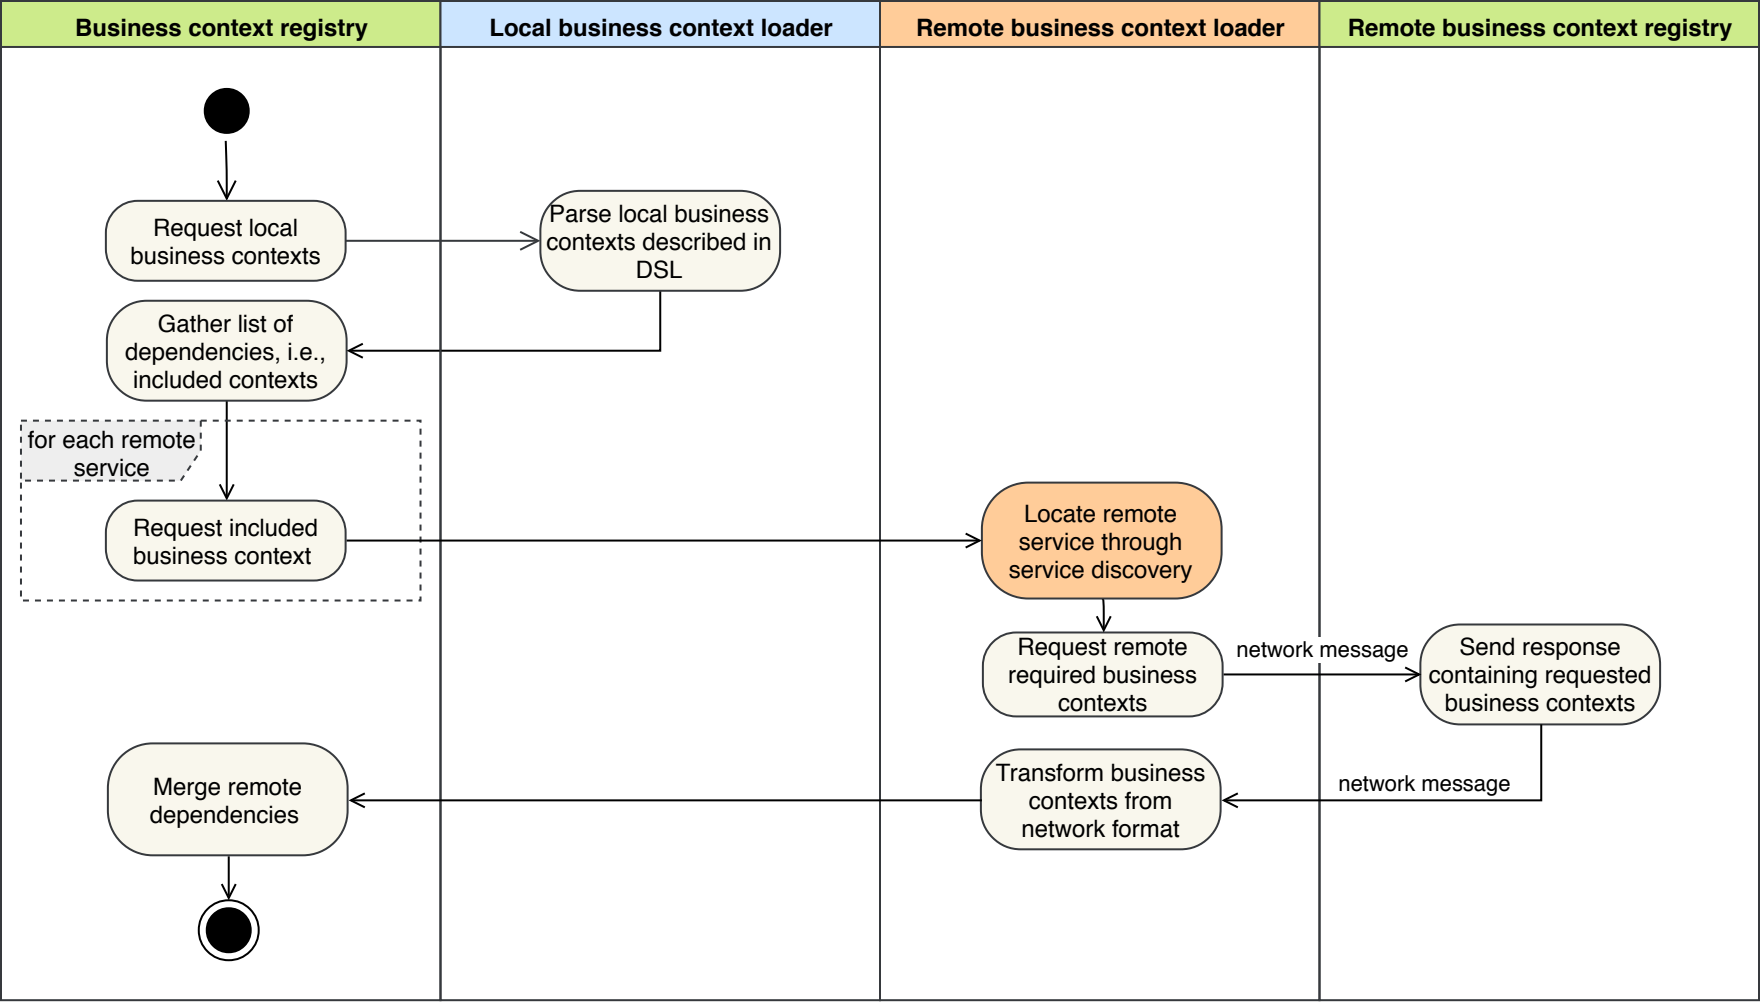 Business context registry
Local business context loader
Remote business context loader
Remote business context registry
Request local
business contexts
Parse local business
contexts described in
DSL
Gather list of
dependencies, i.e.,
included contexts
for each remote
service
Request included
business context
Locate remote
service through
service discovery
Request remote
required business
contexts
network message
Send response
containing requested
business contexts
network message
Transform business
contexts from
network format
Merge remote
dependencies